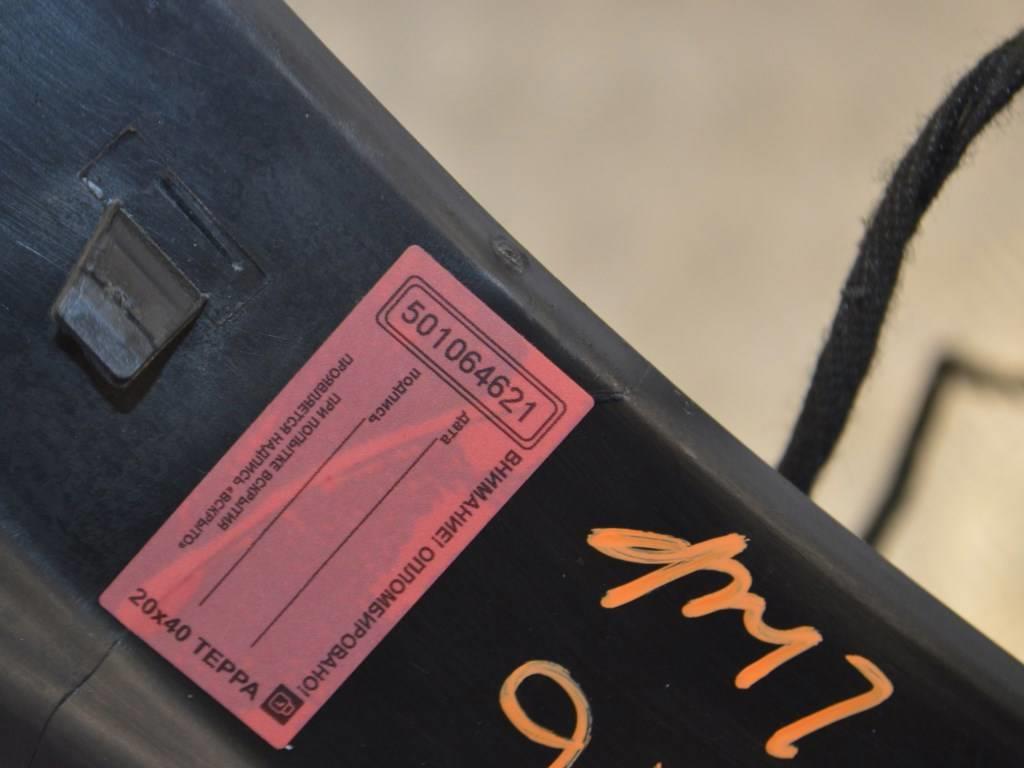 501064621
ВНИМАНИЕ! ОПЛОМБИРОВАНО!
дата
подпись
ПРИ ПОПЫТКЕ ВСКРЫТИЯ
ПРОЯВЛЯЕТСЯ НАДПИСЬ «ВСКРЫТО»
20х40 ТЕРРА